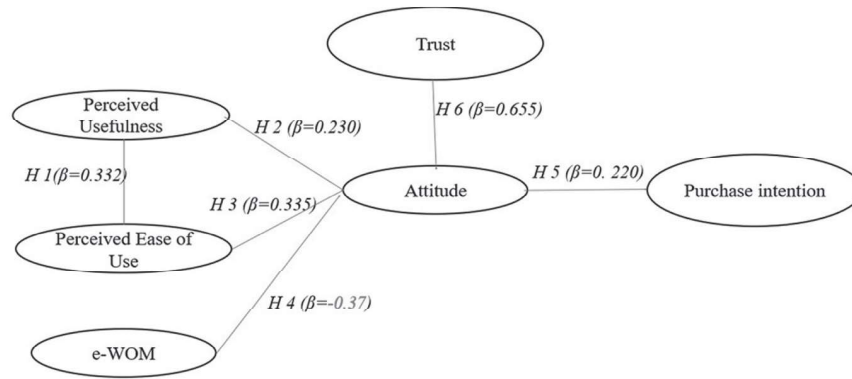 Trust
Perceived
Usefulness
H 2 (β=0.230)
H 6 (β=0.655)
H 1(β=0.332)
Attitude
H 5 (β=0. 220)
Purchase intention
H 3 (β=0.335)
Perceived Ease of
Use
H 4 (β=-0.37)
e-WOM